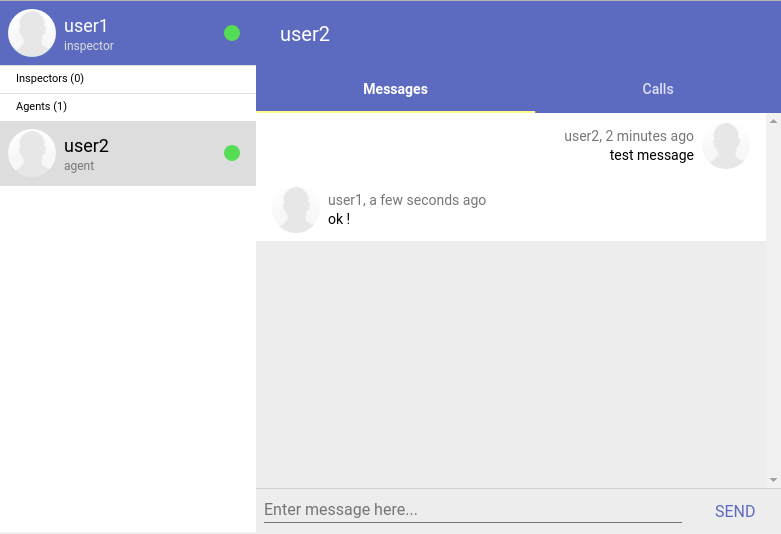 user1
inspector
Inspectors (0)
Agents (1)
user2
agent
user2
Messages
Calls
user2, 2 minutes ago
test message
user1, a few seconds ago
ok !
Enter message here...
SEND